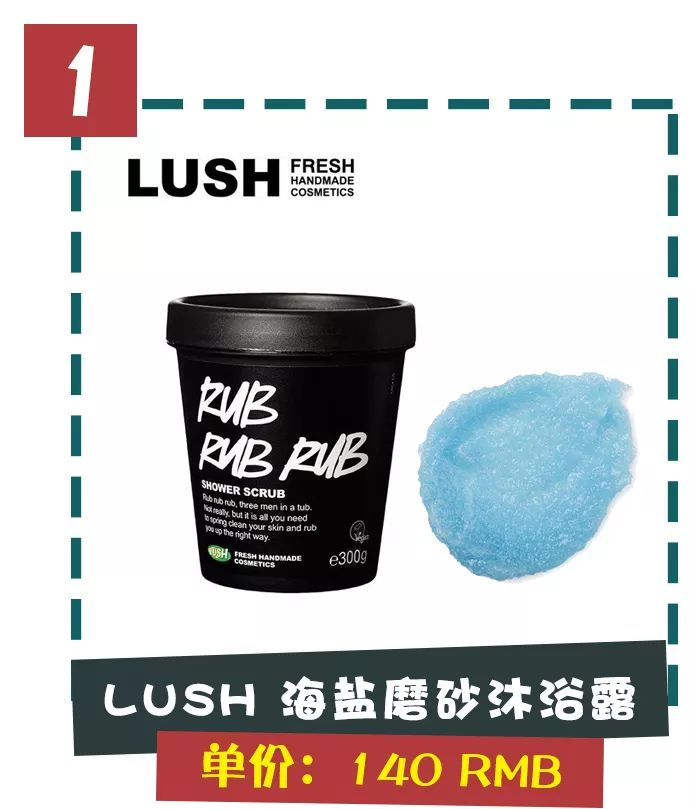 1
LUSH
FRESH
HANDMADE
COSMETICS
RUB
RUB RUB
SHOWER SCRUB
Rub rub rub, three men in a tub.
Not really, but it is all you need
to spring clean your skin and rub
you up the right way.
Vegan
LUSH
FRESH HANDMADE
COSMETICS
e300g
LUSH 海盐磨砂沐浴露
单价：140 RMB